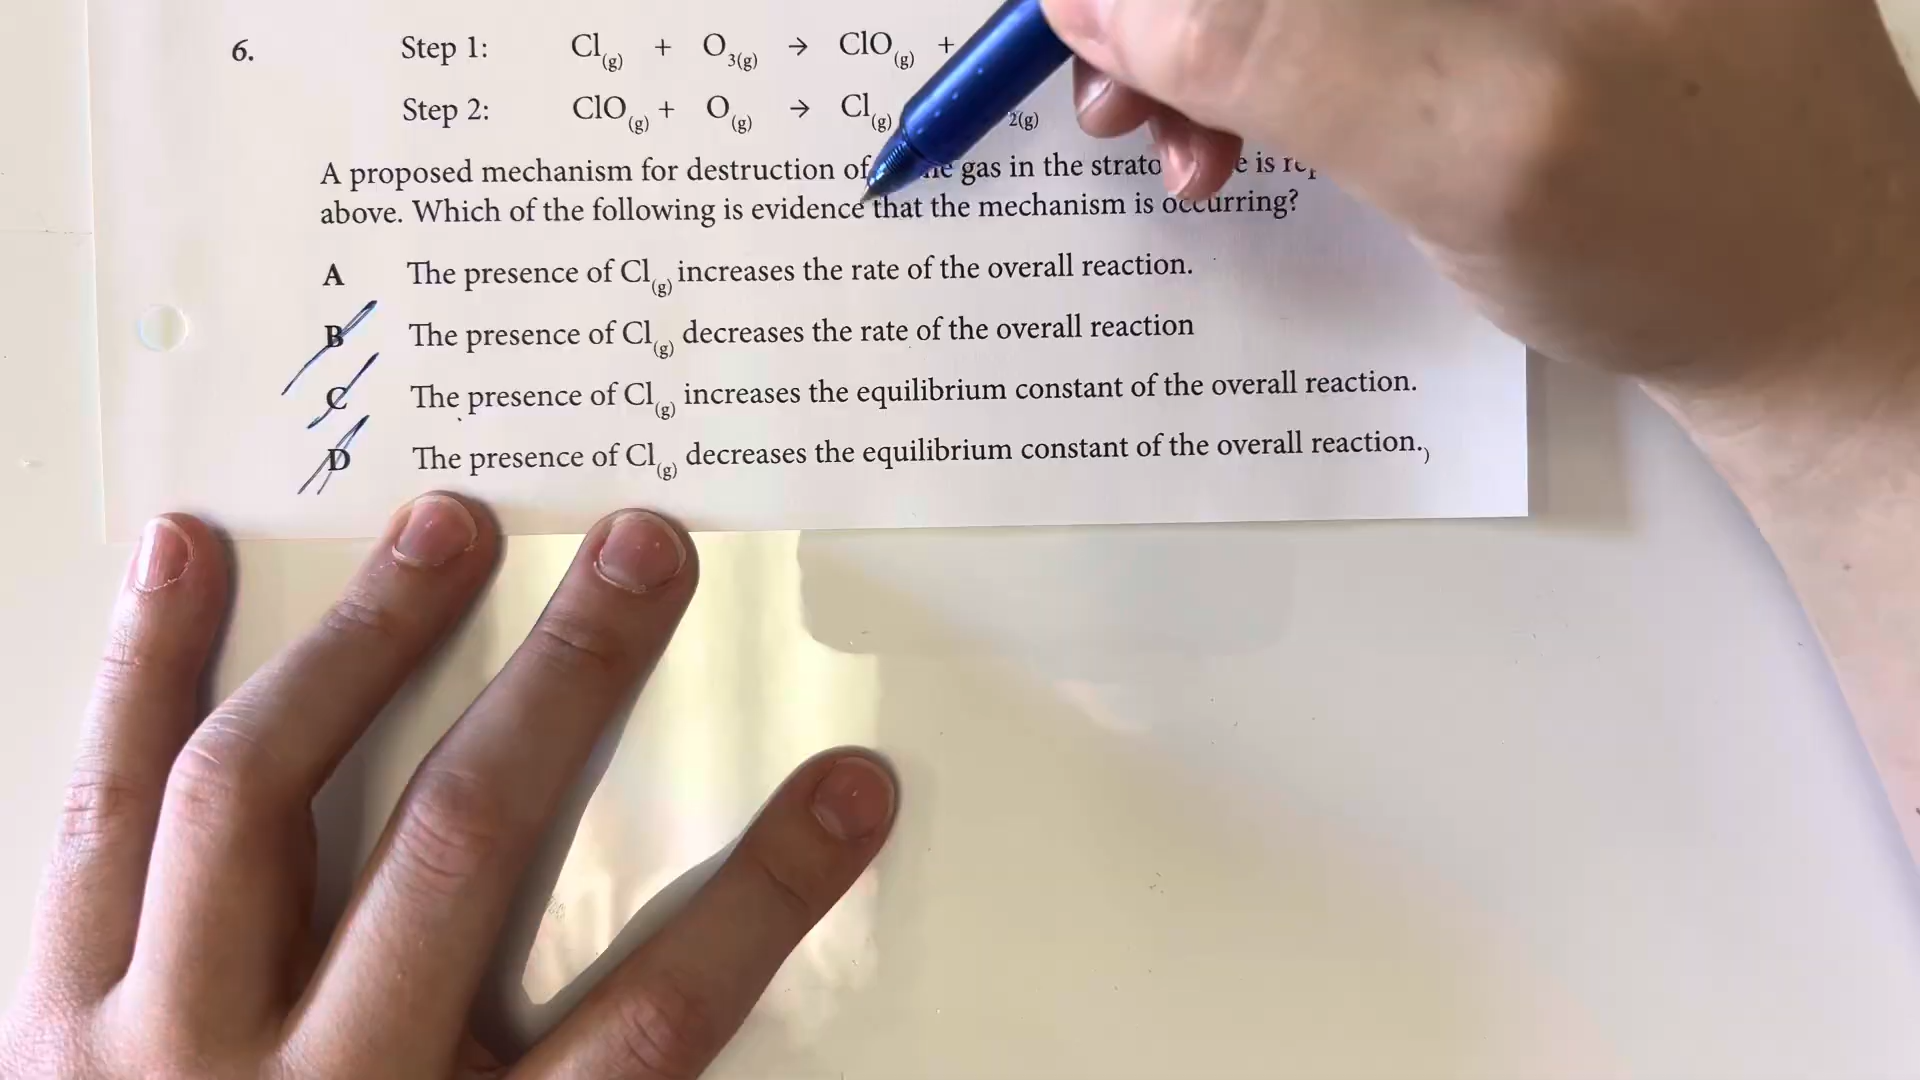 6. Step 1: Cl(g) + O3(g) → ClO(g) +
Step 2: ClO(g) + O(g) → Cl(g) 2(g)
A proposed mechanism for destruction of gas in the is
above. Which of the following is evidence that the mechanism is occurring?
A The presence of Cl(g) increases the rate of the overall reaction.
B The presence of Cl(g) decreases the rate of the overall reaction
C The presence of Cl(g) increases the equilibrium constant of the overall reaction.
D The presence of Cl(g) decreases the equilibrium constant of the overall reaction.)